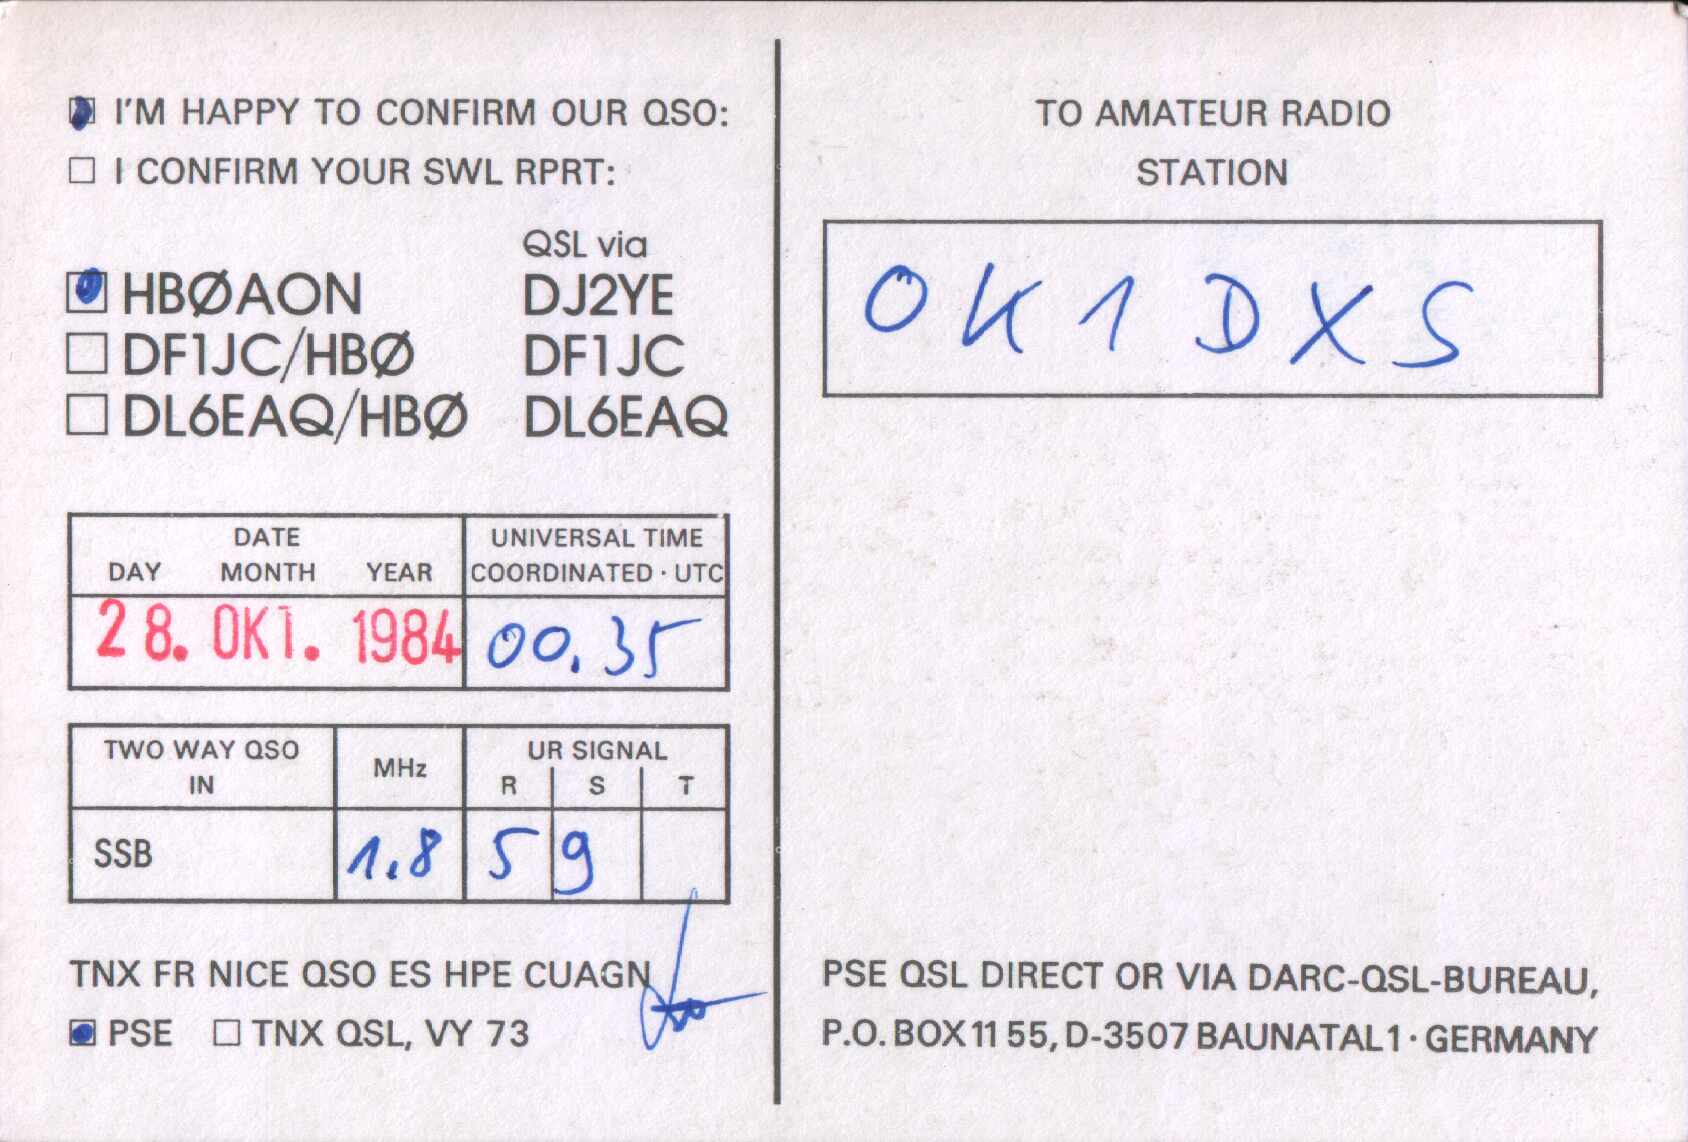 I'M HAPPY TO CONFIRM OUR QSO:
I CONFIRM YOUR SWL RPRT:
QSL via
HBØAON DJ2YE
DF1JC/HBØ DF1JC
DL6EAQ/HBØ DL6EAQ
DATE
DAY MONTH YEAR
UNIVERSAL TIME
COORDINATED · UTC
28. OKT. 1984 00.35
TWO WAY QSO
IN
MHz
UR SIGNAL
R S T
SSB 1.8 5 9
TNX FR NICE QSO ES HPE CUAGN
PSE TNX QSL, VY 73
TO AMATEUR RADIO
STATION
OK1DXS
PSE QSL DIRECT OR VIA DARC-QSL-BUREAU,
P.O. BOX 11 55, D-3507 BAUNATAL 1 · GERMANY